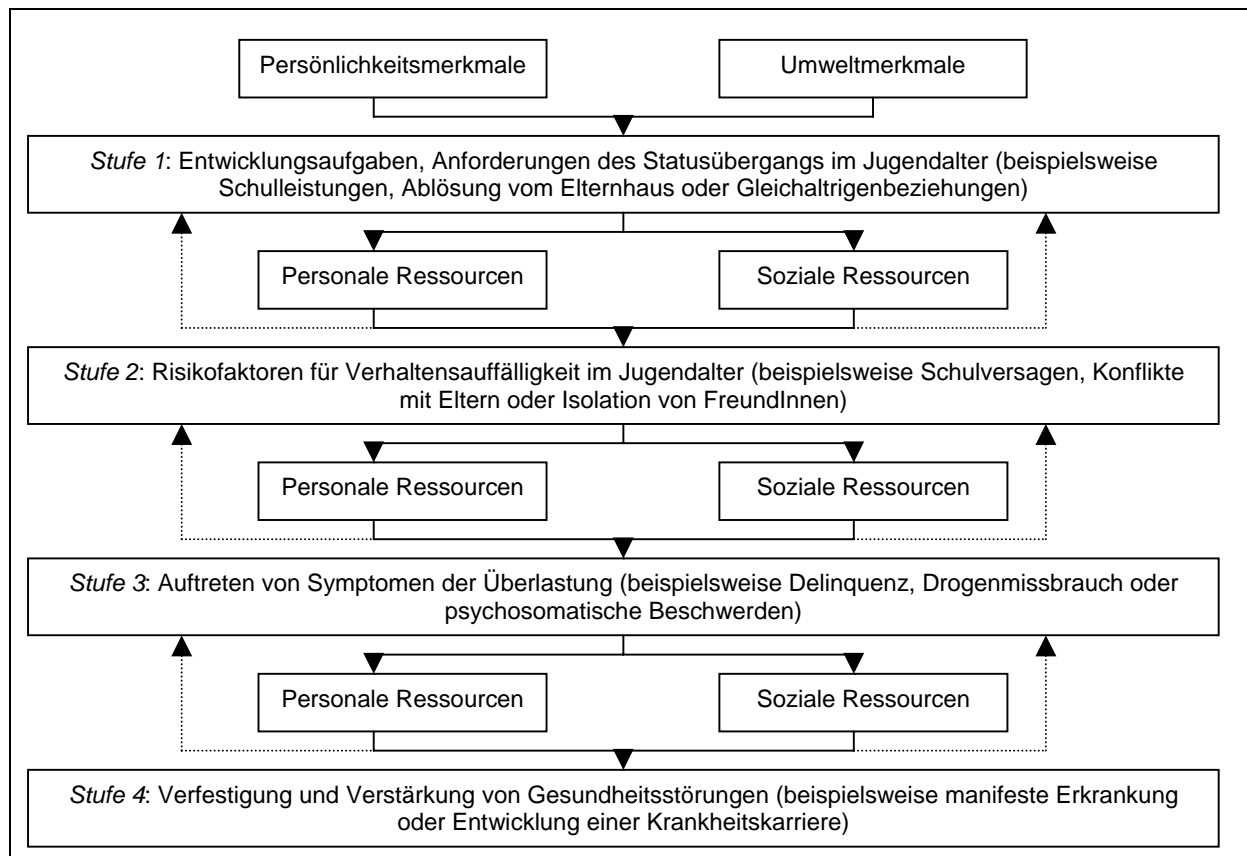 Persönlichkeitsmerkmale
Umweltmerkmale
Stufe 1: Entwicklungsaufgaben, Anforderungen des Statusübergangs im Jugendalter (beispielsweise
Schulleistungen, Ablösung vom Elternhaus oder Gleichaltrigenbeziehungen)
Personale Ressourcen
Soziale Ressourcen
Stufe 2: Risikofaktoren für Verhaltensauffälligkeit im Jugendalter (beispielsweise Schulversagen, Konflikte
mit Eltern oder Isolation von FreundInnen)
Personale Ressourcen
Soziale Ressourcen
Stufe 3: Auftreten von Symptomen der Überlastung (beispielsweise Delinquenz, Drogenmissbrauch oder
psychosomatische Beschwerden)
Personale Ressourcen
Soziale Ressourcen
Stufe 4: Verfestigung und Verstärkung von Gesundheitsstörungen (beispielsweise manifeste Erkrankung
oder Entwicklung einer Krankheitskarriere)